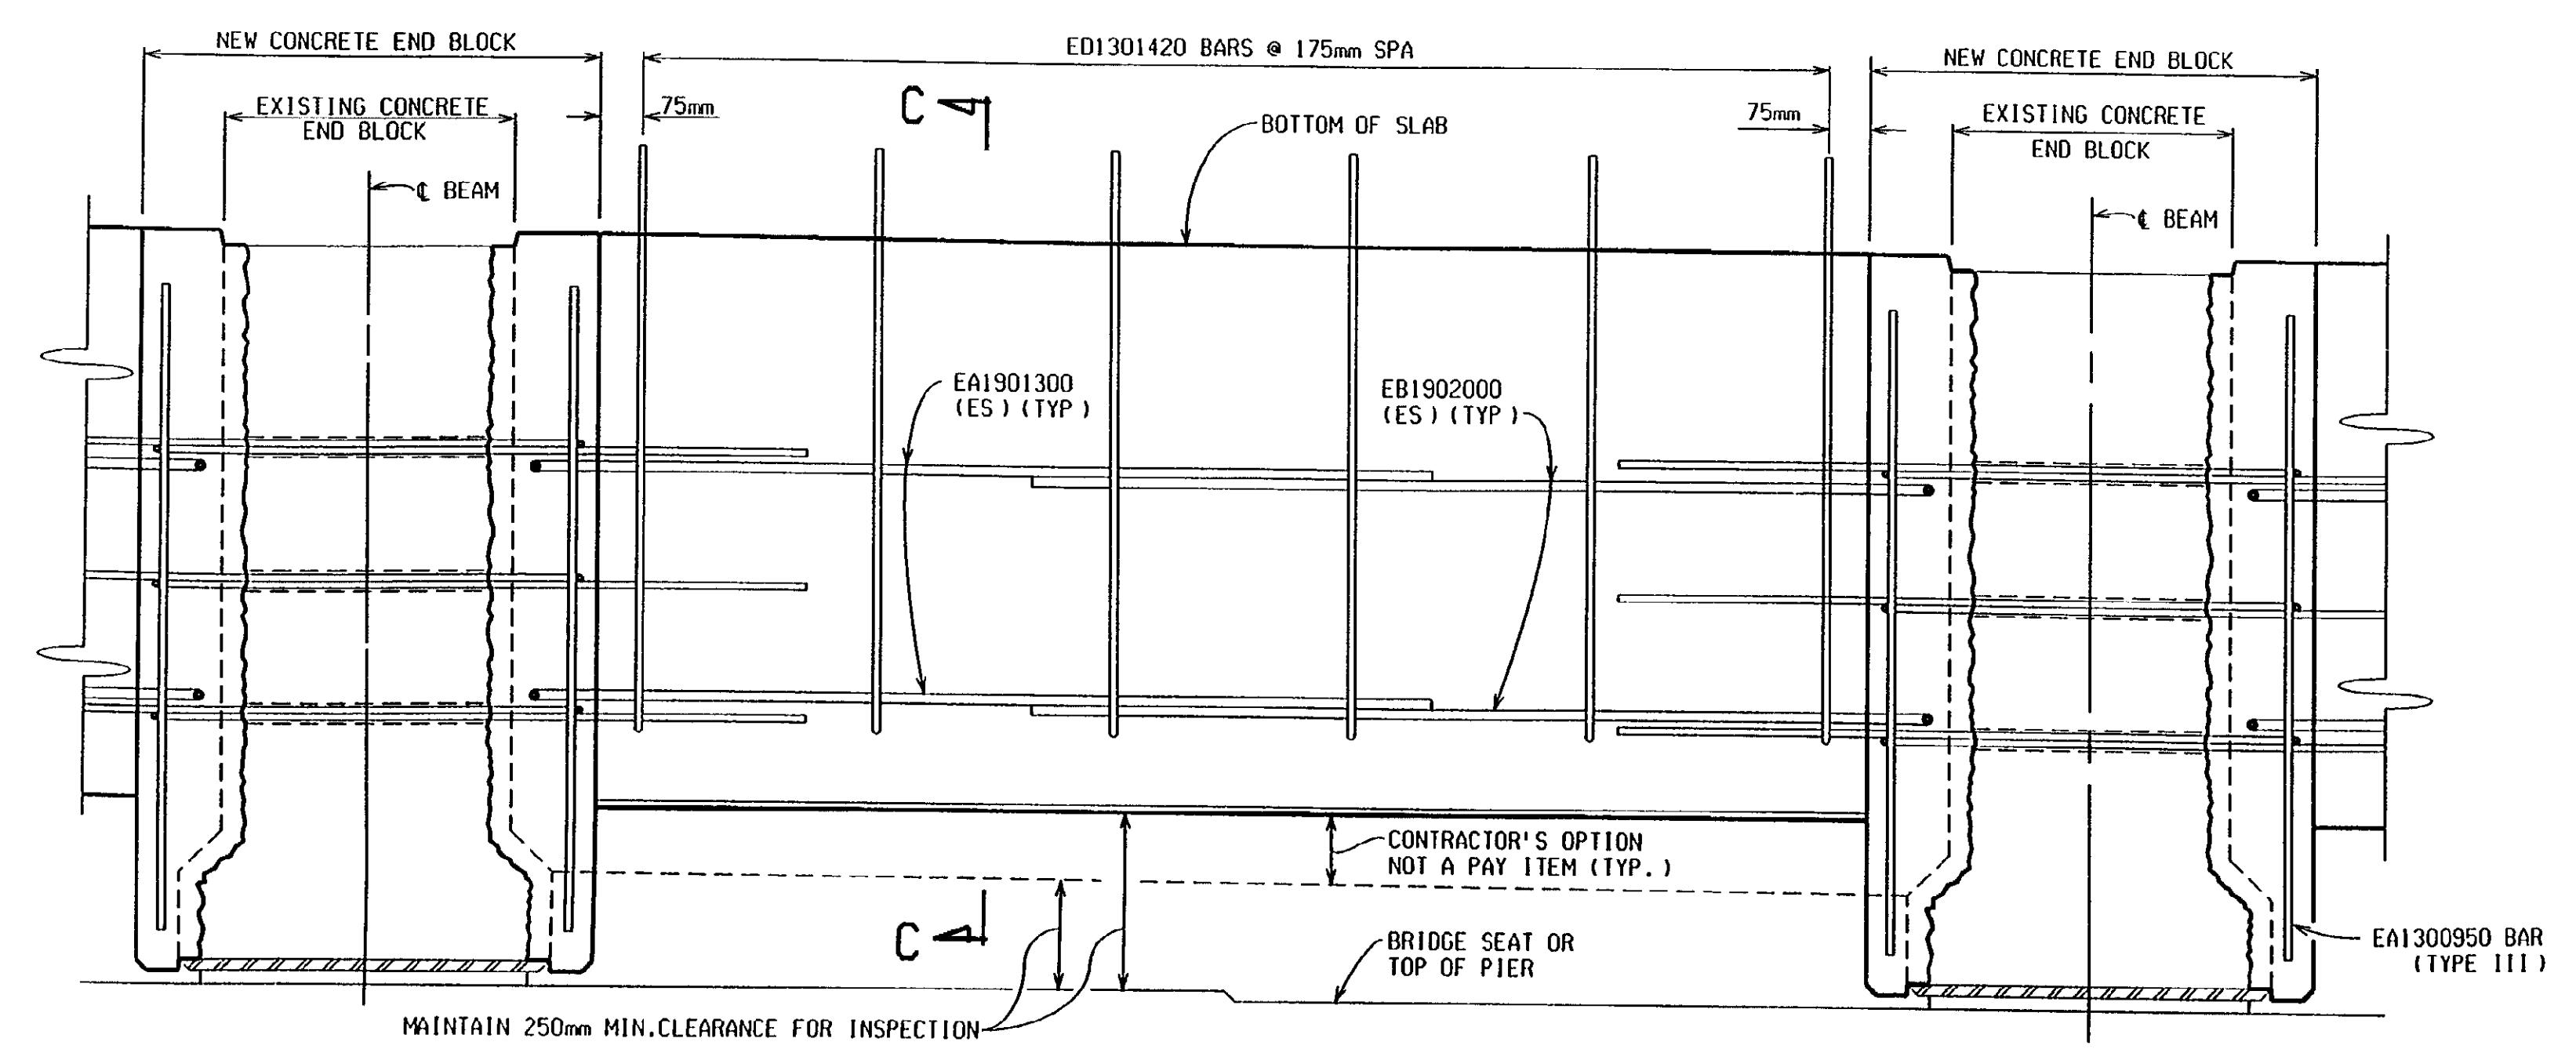 NEW CONCRETE END BLOCK
ED1301420 BARS @ 175mm SPA
NEW CONCRETE END BLOCK
EXISTING CONCRETE
END BLOCK
75mm
C
BOTTOM OF SLAB
75mm
EXISTING CONCRETE
END BLOCK
℄ BEAM
℄ BEAM
EA1901300
(ES)(TYP)
EB1902000
(ES)(TYP)
CONTRACTOR'S OPTION
NOT A PAY ITEM (TYP.)
C
BRIDGE SEAT OR
TOP OF PIER
EA1300950 BAR
(TYPE III)
MAINTAIN 250mm MIN.CLEARANCE FOR INSPECTION